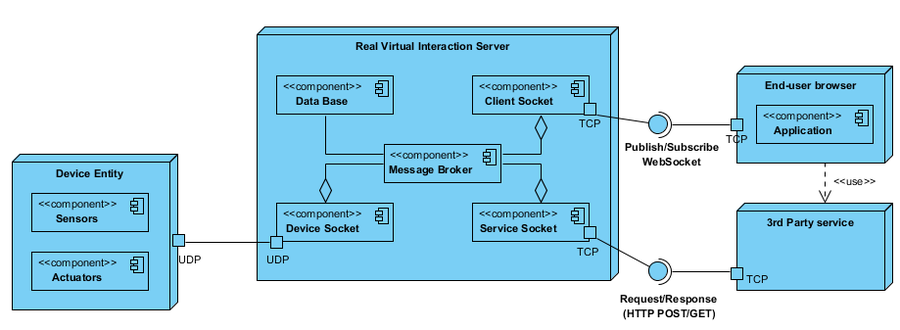 Real Virtual Interaction Server
<<component>>
Data Base
<<component>>
Client Socket
TCP
<<component>>
Message Broker
<<component>>
Device Socket
UDP
<<component>>
Service Socket
TCP
Device Entity
<<component>>
Sensors
<<component>>
Actuators
UDP
Publish/Subscribe
WebSocket
Request/Response
(HTTP POST/GET)
End-user browser
<<component>>
Application
TCP
<<use>>
3rd Party service
TCP